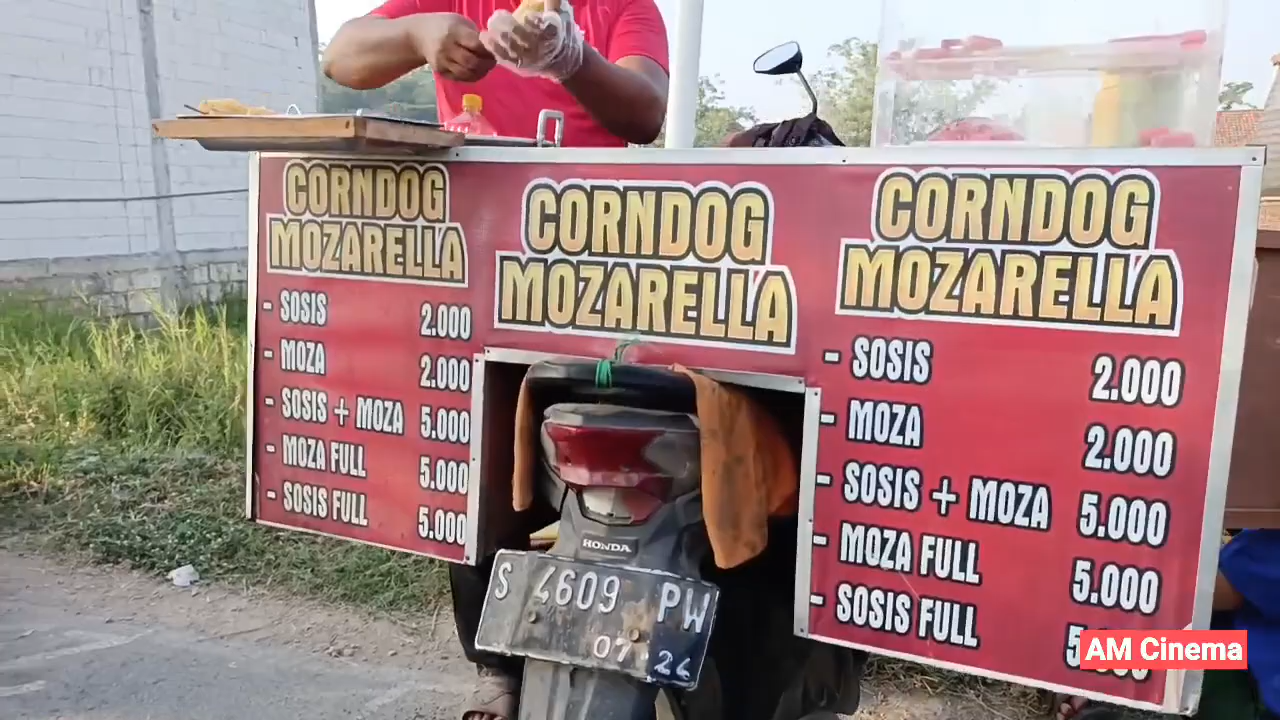 CORNDOG
MOZARELLA
- SOSIS 2.000
- MOZA 2.000
- SOSIS + MOZA 5.000
- MOZA FULL 5.000
- SOSIS FULL 5.000
CORNDOG
MOZARELLA
HONDA
S 4609 PW
07 24
CORNDOG
MOZARELLA
- SOSIS 2.000
- MOZA 2.000
- SOSIS + MOZA 5.000
- MOZA FULL 5.000
- SOSIS FULL
AM Cinema